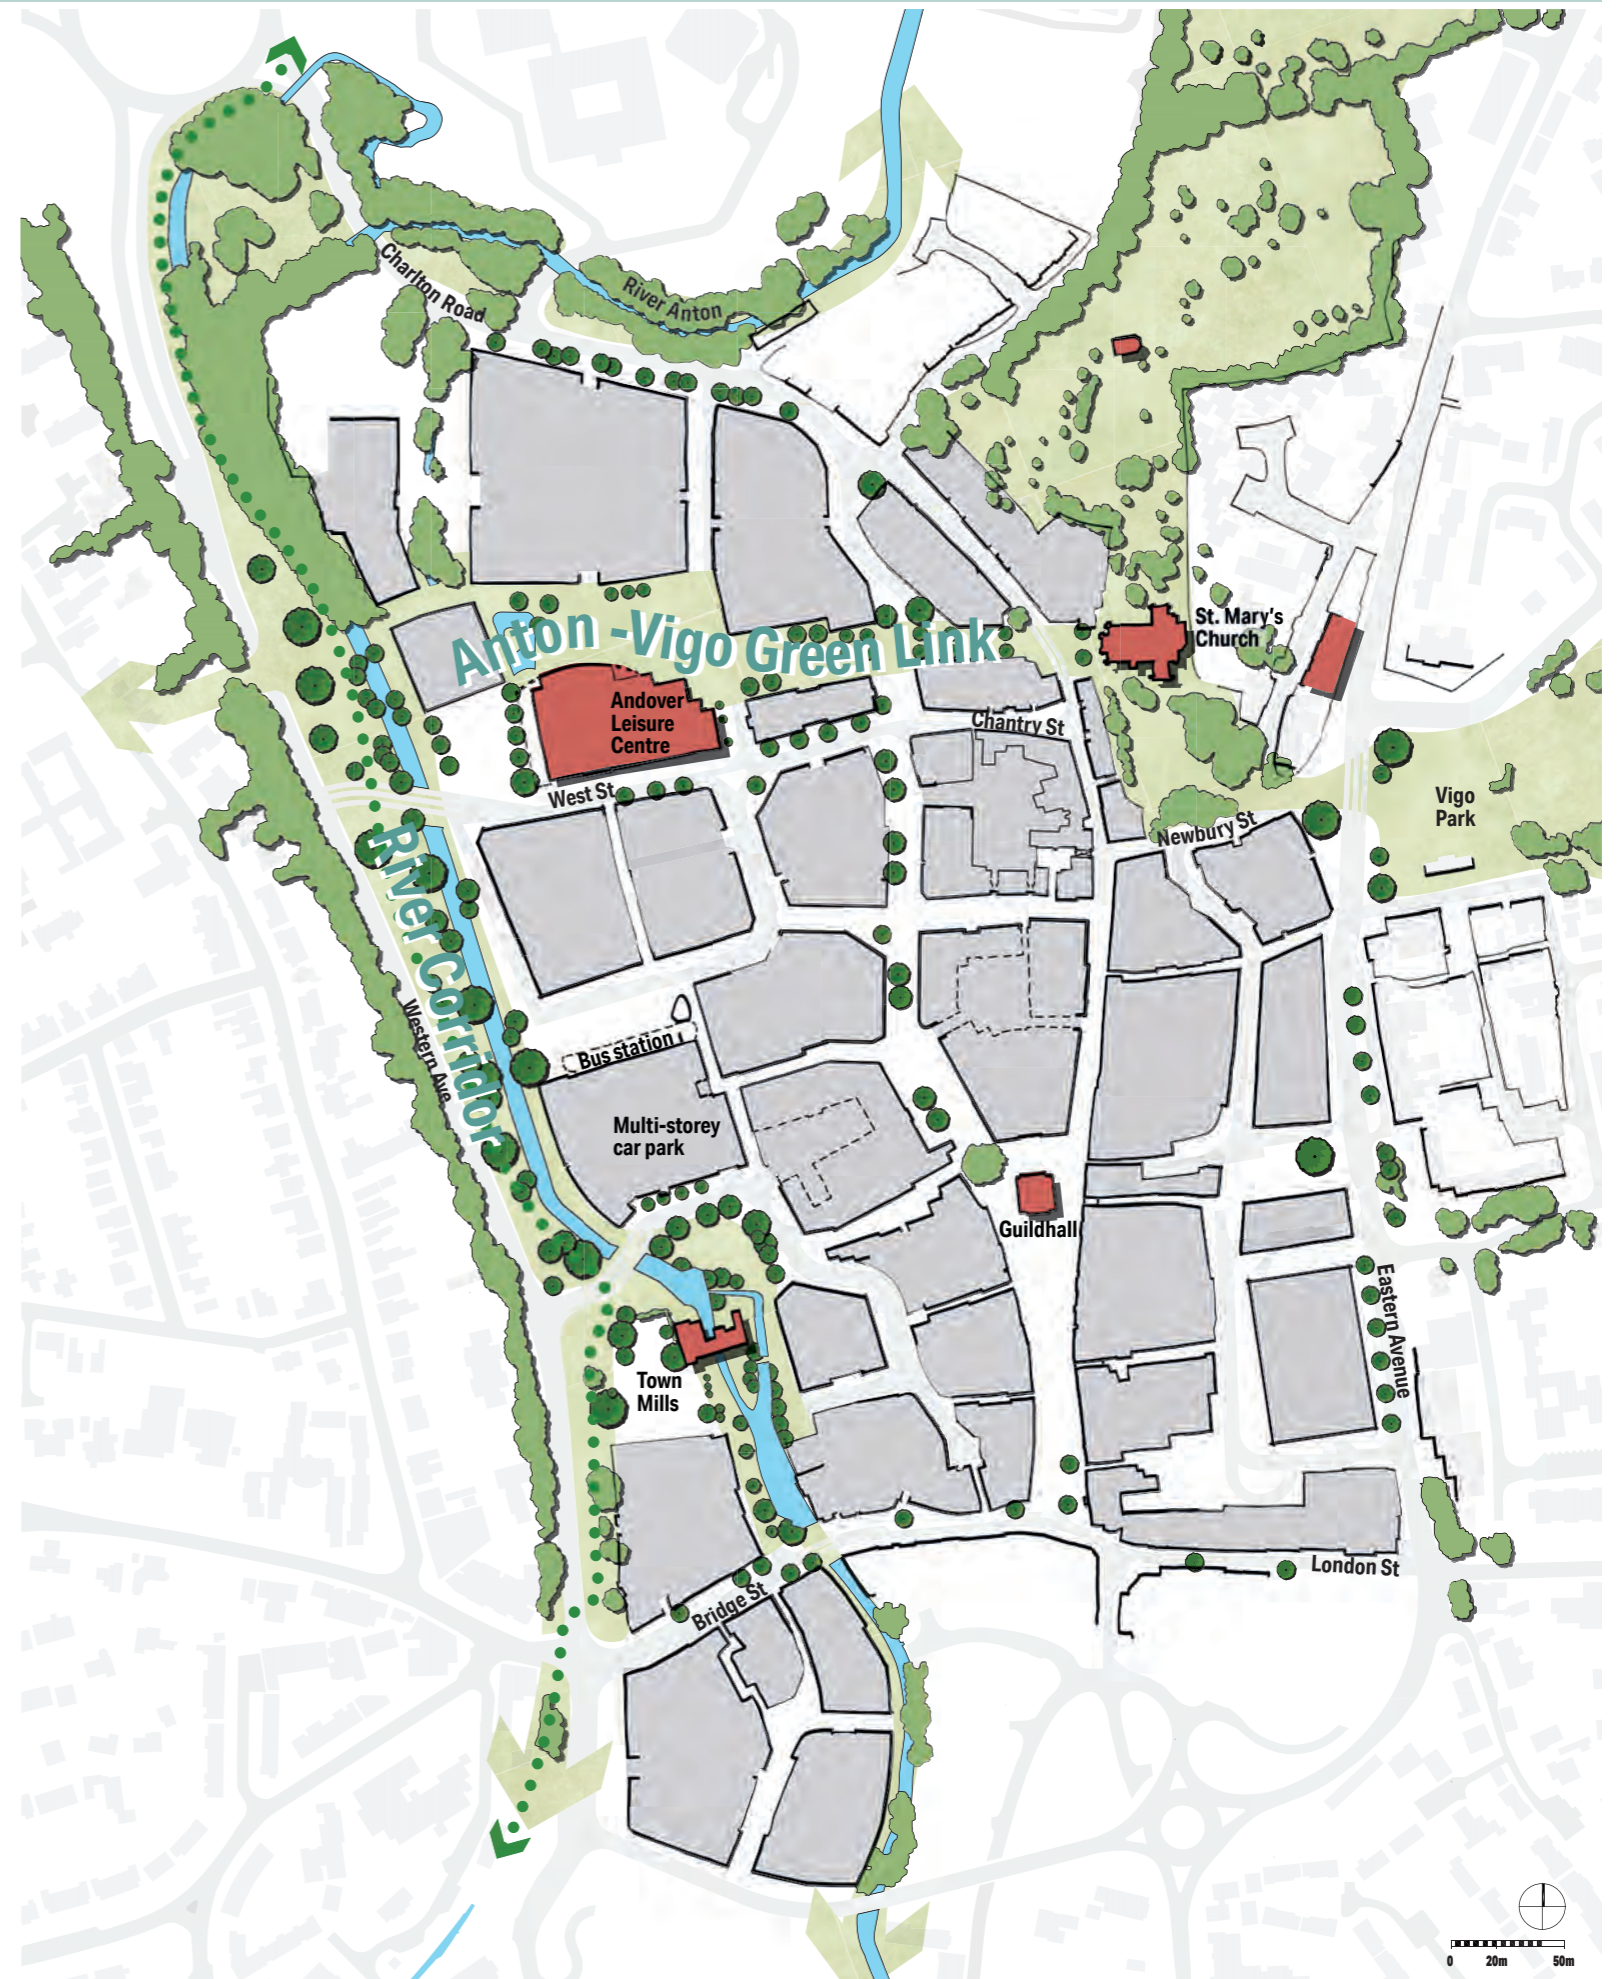 Charlton Road
River Anton
Anton -Vigo Green Link
St. Mary's
Church
Andover
Leisure
Centre
Chantry St
West St
Newbury St
Vigo
Park
River Corridor
Western Ave
Bus station
Multi-storey
car park
Guildhall
Eastern Avenue
Town
Mills
London St
Bridge St
0 20m 50m